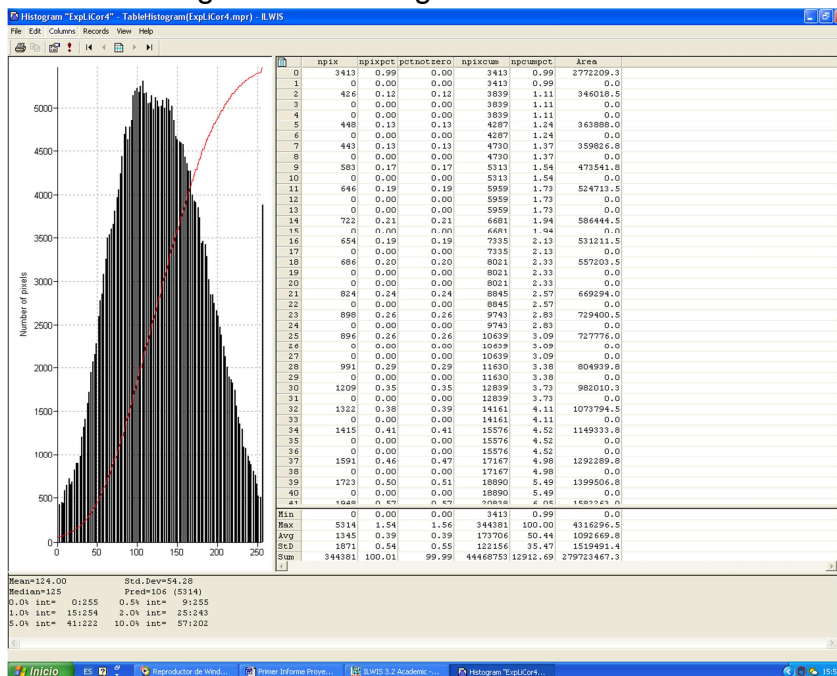 Histogram "ExpLiCor4" - TableHistogram(ExpLiCor4.mpr) - ILWIS
File Edit Columns Records View Help
npix npixpct pctnotzero npixcum npcumpct Area
0 3413 0.99 0.00 3413 0.99 2772209.3
1 0 0.00 0.00 3413 0.99 0.0
2 426 0.12 0.12 3839 1.11 346018.5
3 0 0.00 0.00 3839 1.11 0.0
4 0 0.00 0.00 3839 1.11 0.0
5 448 0.13 0.13 4287 1.24 363888.0
6 0 0.00 0.00 4287 1.24 0.0
7 443 0.13 0.13 4730 1.37 359826.8
8 0 0.00 0.00 4730 1.37 0.0
9 583 0.17 0.17 5313 1.54 473541.8
10 0 0.00 0.00 5313 1.54 0.0
11 646 0.19 0.19 5959 1.73 524713.5
12 0 0.00 0.00 5959 1.73 0.0
13 0 0.00 0.00 5959 1.73 0.0
14 722 0.21 0.21 6681 1.94 586444.5
15 0 0.00 0.00 6681 1.94 0.0
16 654 0.19 0.19 7335 2.13 531211.5
17 0 0.00 0.00 7335 2.13 0.0
18 686 0.20 0.20 8021 2.33 557203.5
19 0 0.00 0.00 8021 2.33 0.0
20 0 0.00 0.00 8021 2.33 0.0
21 824 0.24 0.24 8845 2.57 669294.0
22 0 0.00 0.00 8845 2.57 0.0
23 898 0.26 0.26 9743 2.83 729400.5
24 0 0.00 0.00 9743 2.83 0.0
25 896 0.26 0.26 10639 3.09 727776.0
26 0 0.00 0.00 10639 3.09 0.0
27 0 0.00 0.00 10639 3.09 0.0
28 991 0.29 0.29 11630 3.38 804939.8
29 0 0.00 0.00 11630 3.38 0.0
30 1209 0.35 0.35 12839 3.73 982010.3
31 0 0.00 0.00 12839 3.73 0.0
32 1322 0.38 0.39 14161 4.11 1073794.5
33 0 0.00 0.00 14161 4.11 0.0
34 1415 0.41 0.41 15576 4.52 1149333.8
35 0 0.00 0.00 15576 4.52 0.0
36 0 0.00 0.00 15576 4.52 0.0
37 1591 0.46 0.47 17167 4.98 1292289.8
38 0 0.00 0.00 17167 4.98 0.0
39 1723 0.50 0.51 18890 5.49 1399506.8
40 0 0.00 0.00 18890 5.49 0.0
41 1948 0.57 0.57 20838 6.05 1582263.0
Min 0 0.00 0.00 3413 0.99 0.0
Max 5314 1.54 1.56 344381 100.00 4316296.5
Avg 1345 0.39 0.39 173706 50.44 1092669.8
StD 1871 0.54 0.55 122156 35.47 1519491.4
Sum 344381 100.01 99.99 44468753 12912.69 279723467.3
Number of pixels
5000
4500
4000
3500
3000
2500
2000
1500
1000
500
0
0 50 100 150 200 250
Mean=124.00 Std.Dev=54.28
Median=125 Pred=106 (5314)
0.0% int= 0:255 0.5% int= 9:255
1.0% int= 15:254 2.0% int= 25:243
5.0% int= 41:222 10.0% int= 57:202
Inicio ES Reproductor de Wind... Primer Informe Proye... ILWIS 3.2 Academic -... Histogram "ExpLiCor4...